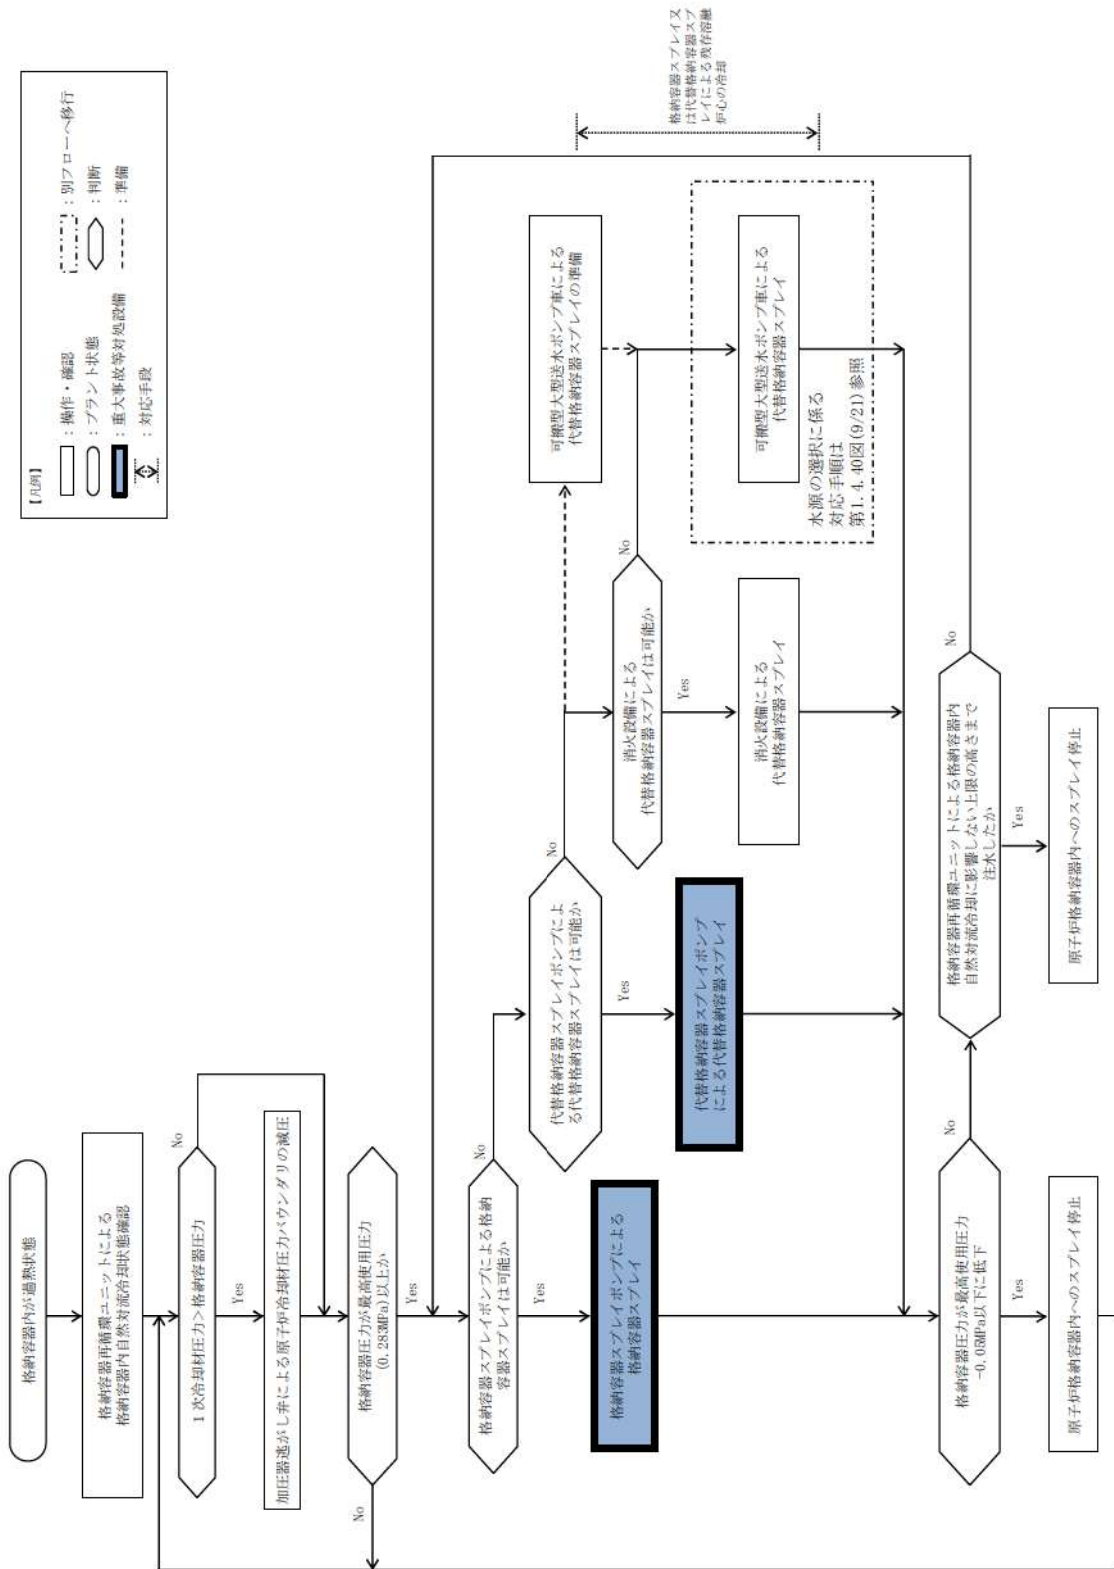 【凡例】
：操作・確認
：別フローへ移行
：プラント状態
：判断
：重大事故等対処設備
：準備
：対応手段
格納容器内が過熱状態
格納容器再循環ユニットによる
格納容器内自然対流冷却状態確認
1次冷却材圧力＞格納容器圧力
No
Yes
加圧器逃がし弁による原子炉冷却材圧力バウンダリの減圧
格納容器圧力が最高使用圧力
(0.283MPa)以上か
No
Yes
格納容器スプレイポンプによる格納
容器スプレイは可能か
No
Yes
格納容器スプレイポンプによる
格納容器スプレイ
代替格納容器スプレイポンプによ
る代替格納容器スプレイは可能か
No
Yes
代替格納容器スプレイポンプ
による代替格納容器スプレイ
消火設備による
代替格納容器スプレイは可能か
No
Yes
消火設備による
代替格納容器スプレイ
可搬型大型送水ポンプ車による
代替格納容器スプレイの準備
可搬型大型送水ポンプ車による
代替格納容器スプレイ
水源の選択に係る
対応手順は
第1.4.40図(9/21)参照
格納容器スプレイ又
は代替格納容器スプ
レイによる残存溶融
炉心の冷却
格納容器圧力が最高使用圧力
-0.05MPa以下に低下
No
Yes
原子炉格納容器内へのスプレイ停止
格納容器再循環ユニットによる格納容器内
自然対流冷却に影響しない上限の高さまで
注水したか
No
Yes
原子炉格納容器内へのスプレイ停止